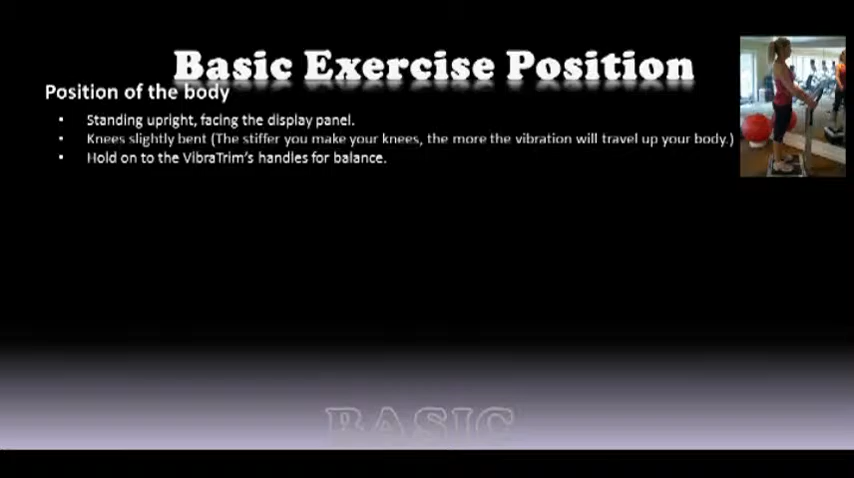 Basic Exercise Position
Position of the body
• Standing upright, facing the display panel.
• Knees slightly bent (The stiffer you make your knees, the more the vibration will travel up your body.)
• Hold on to the VibraTrim's handles for balance.
BASIC